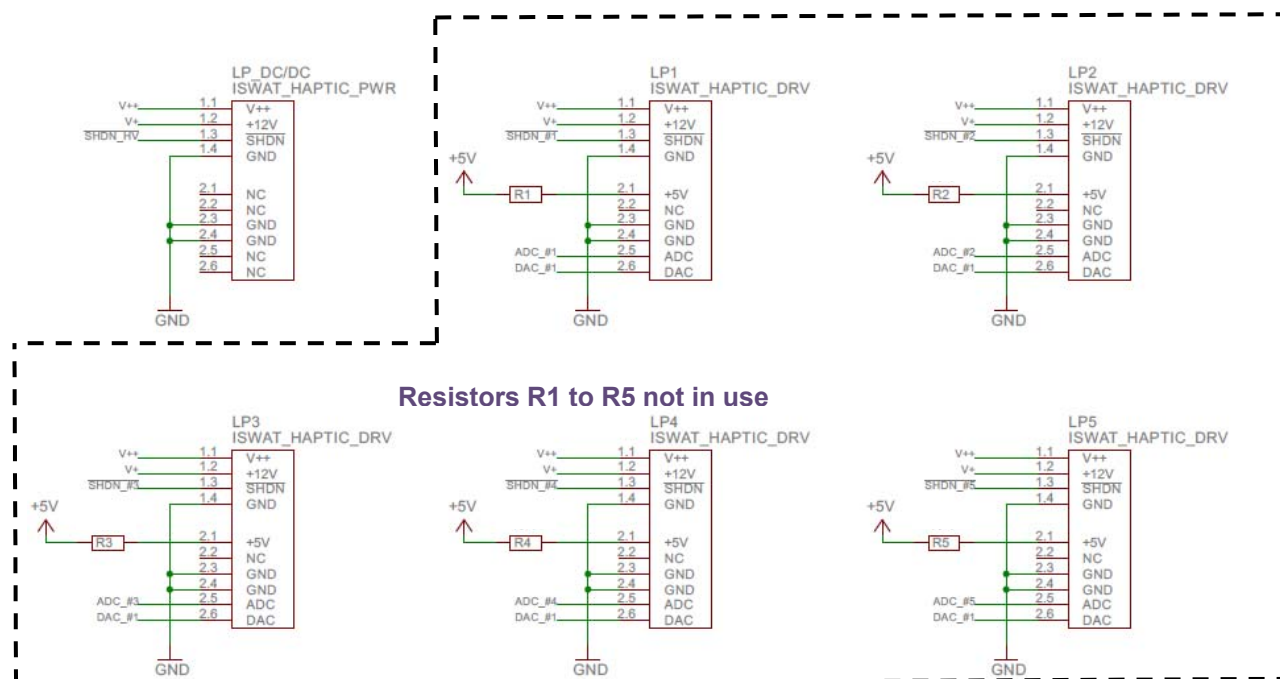 LP_DC/DC
ISWAT_HAPTIC_PWR
V++ 1.1 V++
V+ 1.2 +12V
SHDN_HV 1.3 SHDN
1.4 GND
2.1 NC
2.2 NC
2.3 GND
2.4 GND
2.5 NC
2.6 NC
GND
LP1
ISWAT_HAPTIC_DRV
V++ 1.1 V++
V+ 1.2 +12V
SHDN_#1 1.3 SHDN
1.4 GND
+5V
R1 2.1 +5V
2.2 NC
2.3 GND
2.4 GND
ADC_#1 2.5 ADC
DAC_#1 2.6 DAC
GND
LP2
ISWAT_HAPTIC_DRV
V++ 1.1 V++
V+ 1.2 +12V
SHDN_#2 1.3 SHDN
1.4 GND
+5V
R2 2.1 +5V
2.2 NC
2.3 GND
2.4 GND
ADC_#2 2.5 ADC
DAC_#1 2.6 DAC
GND
Resistors R1 to R5 not in use
LP3
ISWAT_HAPTIC_DRV
V++ 1.1 V++
V+ 1.2 +12V
SHDN_#3 1.3 SHDN
1.4 GND
+5V
R3 2.1 +5V
2.2 NC
2.3 GND
2.4 GND
ADC_#3 2.5 ADC
DAC_#1 2.6 DAC
GND
LP4
ISWAT_HAPTIC_DRV
V++ 1.1 V++
V+ 1.2 +12V
SHDN_#4 1.3 SHDN
1.4 GND
+5V
R4 2.1 +5V
2.2 NC
2.3 GND
2.4 GND
ADC_#4 2.5 ADC
DAC_#1 2.6 DAC
GND
LP5
ISWAT_HAPTIC_DRV
V++ 1.1 V++
V+ 1.2 +12V
SHDN_#5 1.3 SHDN
1.4 GND
+5V
R5 2.1 +5V
2.2 NC
2.3 GND
2.4 GND
ADC_#5 2.5 ADC
DAC_#1 2.6 DAC
GND